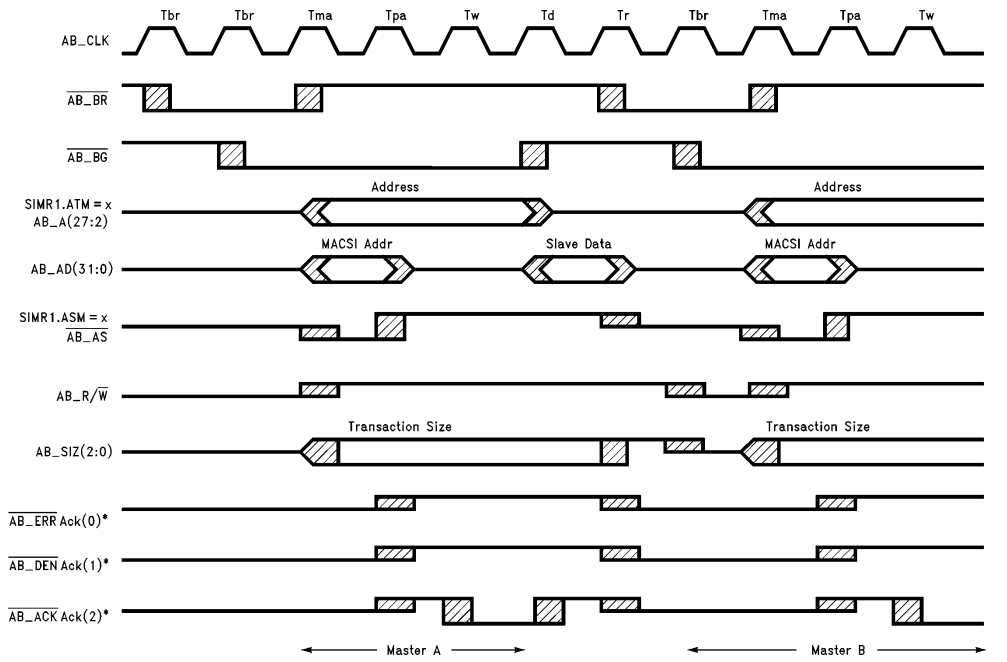 Tbr Tbr Tma Tpa Tw Td Tr Tbr Tma Tpa Tw
AB_CLK
AB_BR
AB_BG
Address Address
SIMR1.ATM = x
AB_A(27:2)
MACSI Addr Slave Data MACSI Addr
AB_AD(31:0)
SIMR1.ASM = x
AB_AS
AB_R/W
Transaction Size Transaction Size
AB_SIZ(2:0)
AB_ERR Ack(0)*
AB_DEN Ack(1)*
AB_ACK Ack(2)*
Master A Master B